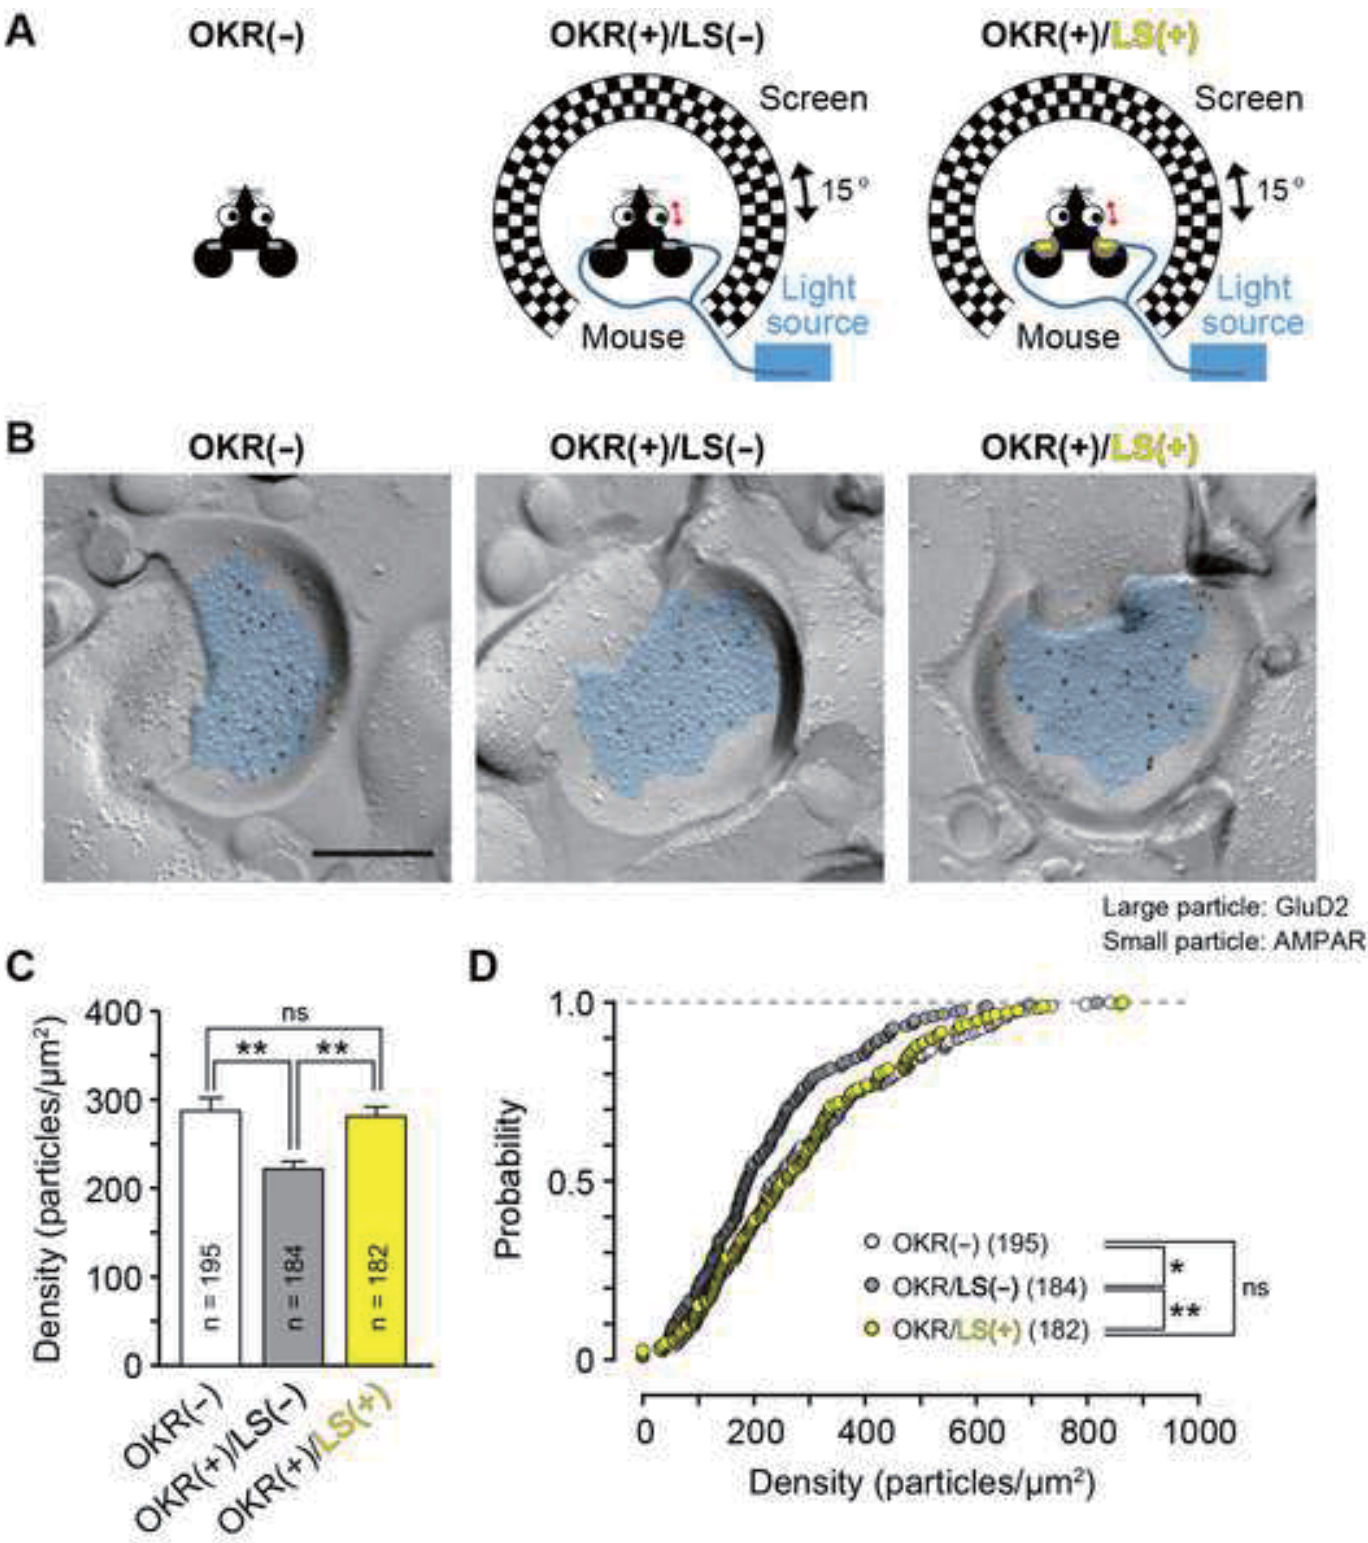 A
OKR(–)
OKR(+)/LS(–)
OKR(+)/LS(+)
Screen
15°
Light
source
Mouse
Screen
15°
Light
source
Mouse
B
OKR(–)
OKR(+)/LS(–)
OKR(+)/LS(+)
Large particle: GluD2
Small particle: AMPAR
C
Density (particles/μm²)
400
300
200
100
0
ns
** **
n = 195
n = 184
n = 182
OKR(–)
OKR(+)/LS(–)
OKR(+)/LS(+)
D
Probability
1.0
0.5
0
OKR(–) (195)
OKR/LS(–) (184)
OKR/LS(+) (182)
*
**
ns
0 200 400 600 800 1000
Density (particles/μm²)